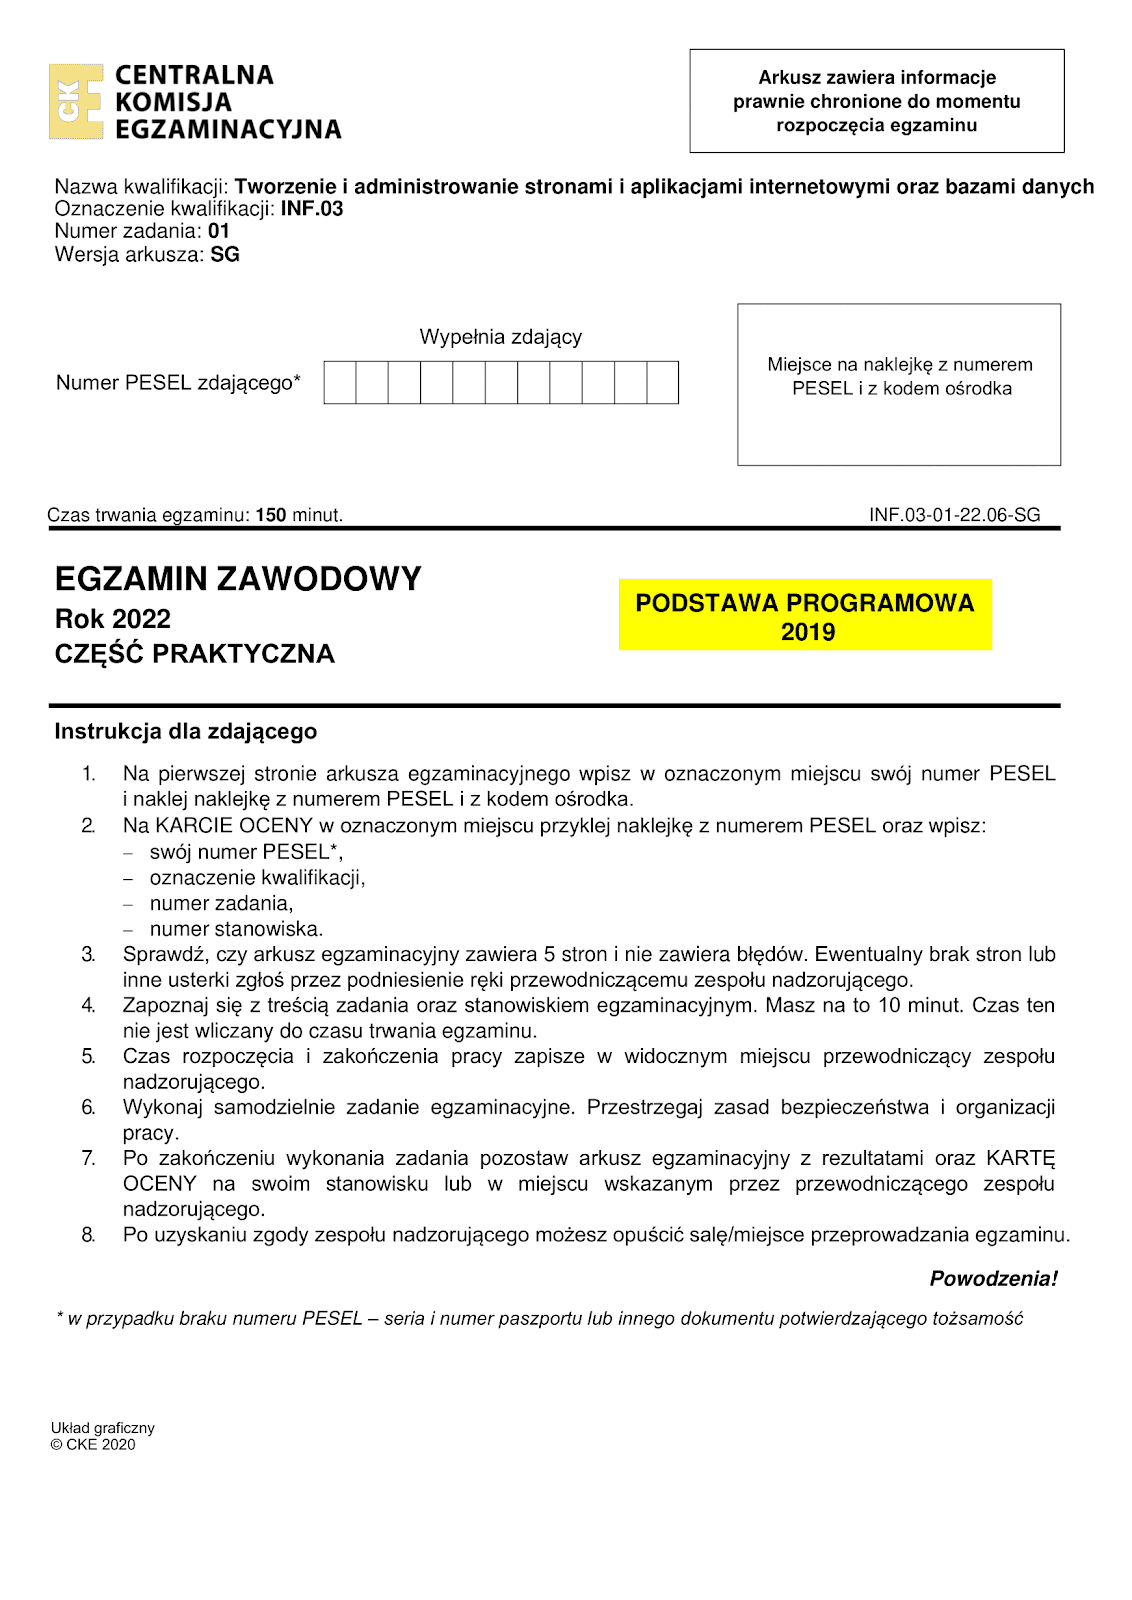 CK
E
CENTRALNA
KOMISJA
EGZAMINACYJNA
Arkusz zawiera informacje
prawnie chronione do momentu
rozpoczęcia egzaminu
Nazwa kwalifikacji: Tworzenie i administrowanie stronami i aplikacjami internetowymi oraz bazami danych
Oznaczenie kwalifikacji: INF.03
Numer zadania: 01
Wersja arkusza: SG
Wypełnia zdający
Numer PESEL zdającego*
Miejsce na naklejkę z numerem
PESEL i z kodem ośrodka
Czas trwania egzaminu: 150 minut.
INF.03-01-22.06-SG
EGZAMIN ZAWODOWY
Rok 2022
CZĘŚĆ PRAKTYCZNA
PODSTAWA PROGRAMOWA
2019
Instrukcja dla zdającego
1. Na pierwszej stronie arkusza egzaminacyjnego wpisz w oznaczonym miejscu swój numer PESEL
i naklej naklejkę z numerem PESEL i z kodem ośrodka.
2. Na KARCIE OCENY w oznaczonym miejscu przyklej naklejkę z numerem PESEL oraz wpisz:
– swój numer PESEL*,
– oznaczenie kwalifikacji,
– numer zadania,
– numer stanowiska.
3. Sprawdź, czy arkusz egzaminacyjny zawiera 5 stron i nie zawiera błędów. Ewentualny brak stron lub
inne usterki zgłoś przez podniesienie ręki przewodniczącemu zespołu nadzorującego.
4. Zapoznaj się z treścią zadania oraz stanowiskiem egzaminacyjnym. Masz na to 10 minut. Czas ten
nie jest wliczany do czasu trwania egzaminu.
5. Czas rozpoczęcia i zakończenia pracy zapisze w widocznym miejscu przewodniczący zespołu
nadzorującego.
6. Wykonaj samodzielnie zadanie egzaminacyjne. Przestrzegaj zasad bezpieczeństwa i organizacji
pracy.
7. Po zakończeniu wykonania zadania pozostaw arkusz egzaminacyjny z rezultatami oraz KARTĘ
OCENY na swoim stanowisku lub w miejscu wskazanym przez przewodniczącego zespołu
nadzorującego.
8. Po uzyskaniu zgody zespołu nadzorującego możesz opuścić salę/miejsce przeprowadzania egzaminu.
Powodzenia!
* w przypadku braku numeru PESEL – seria i numer paszportu lub innego dokumentu potwierdzającego tożsamość
Układ graficzny
© CKE 2020